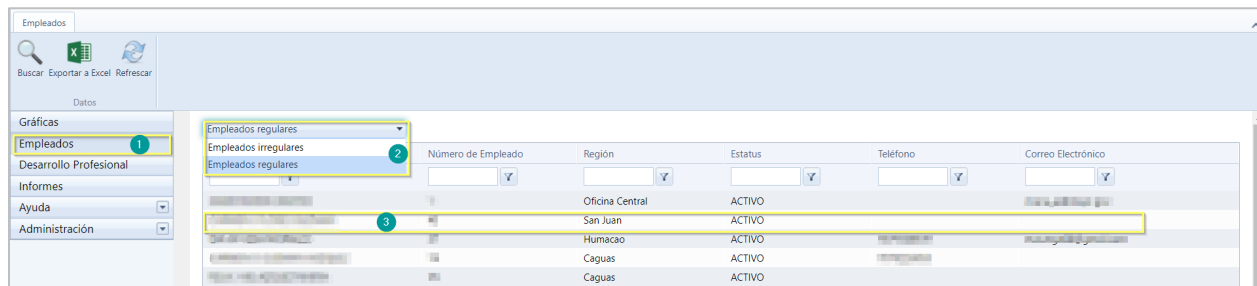 Empleados
Buscar Exportar a Excel Refrescar
Datos
Gráficas
Empleados 1
Desarrollo Profesional
Informes
Ayuda
Administración
Empleados regulares
Empleados irregulares
Empleados regulares
2
Número de Empleado Región Estatus Teléfono Correo Electrónico
Oficina Central ACTIVO
3 San Juan ACTIVO
Humacao ACTIVO
Caguas ACTIVO
Caguas ACTIVO